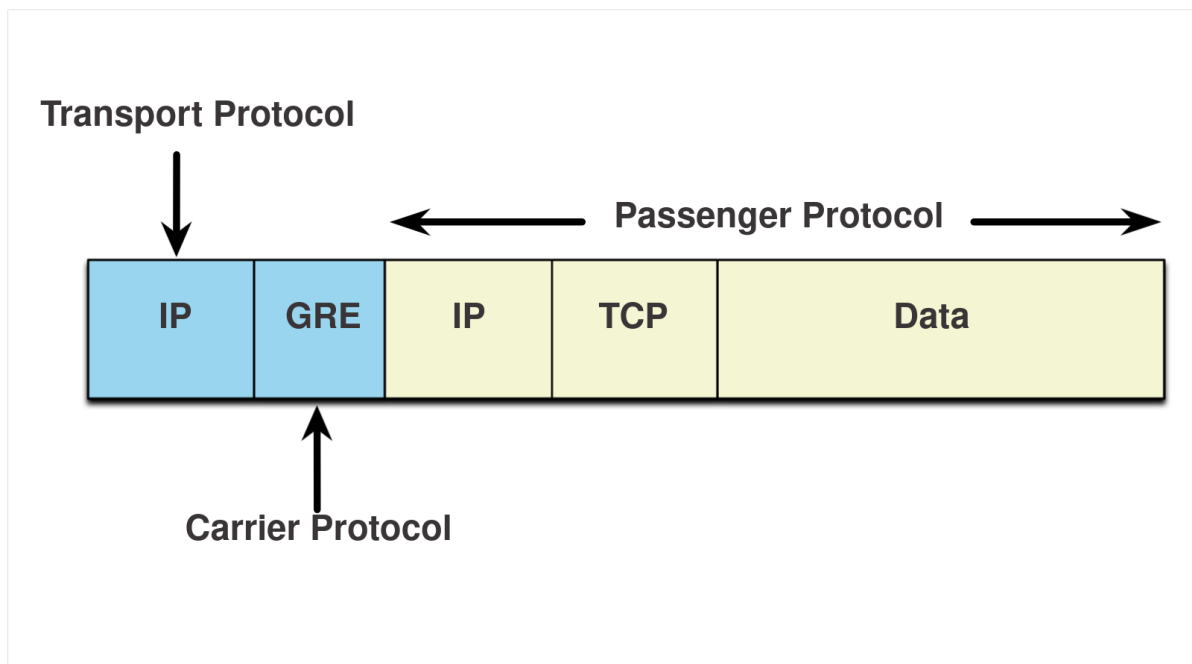 Transport Protocol
Passenger Protocol
IP GRE IP TCP Data
Carrier Protocol